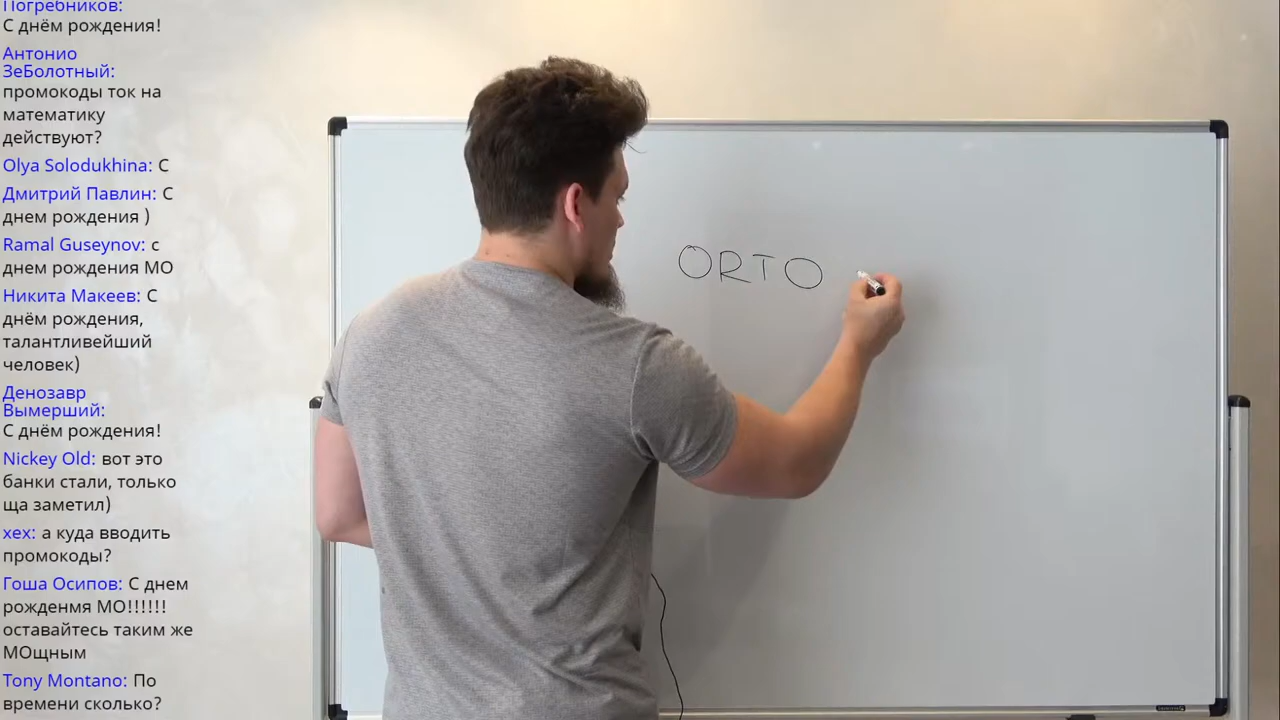 Погребников:
С днём рождения!
Антонио
ЗеБолотный:
промокоды ток на
математику
действуют?
Olya Solodukhina: С
Дмитрий Павлин: С
днем рождения )
Ramal Guseynov: с
днем рождения МО
Никита Макеев: С
днём рождения,
талантливейший
человек)
Денозавр
Вымерший:
С днём рождения!
Nickey Old: вот это
банки стали, только
ща заметил)
хех: а куда вводить
промокоды?
Гоша Осипов: С днем
рожденмя МО!!!!!!
оставайтесь таким же
МОщным
Tony Montano: По
времени сколько?
ORTO